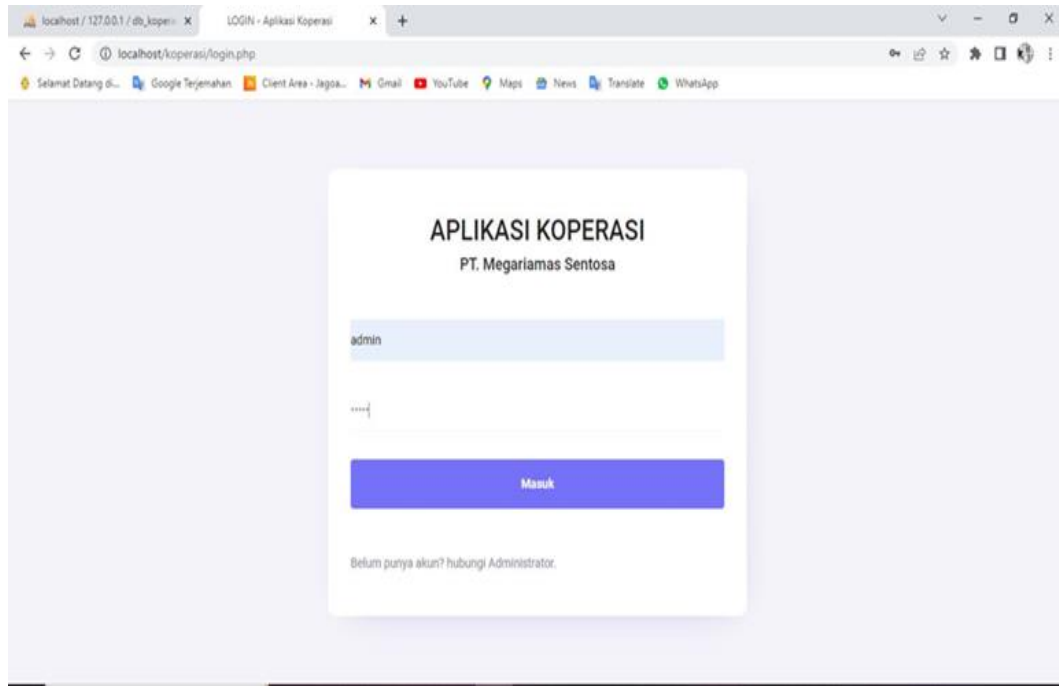 localhost / 127.0.0.1 / db_koper
LOGIN - Aplikasi Koperasi
localhost/koperasi/login.php
Selamat Datang di...
Google Terjemahan
Client Area - Jagoa...
Gmail
YouTube
Maps
News
Translate
WhatsApp
APLIKASI KOPERASI
PT. Megariamas Sentosa
admin
•••••
Masuk
Belum punya akun? hubungi Administrator.